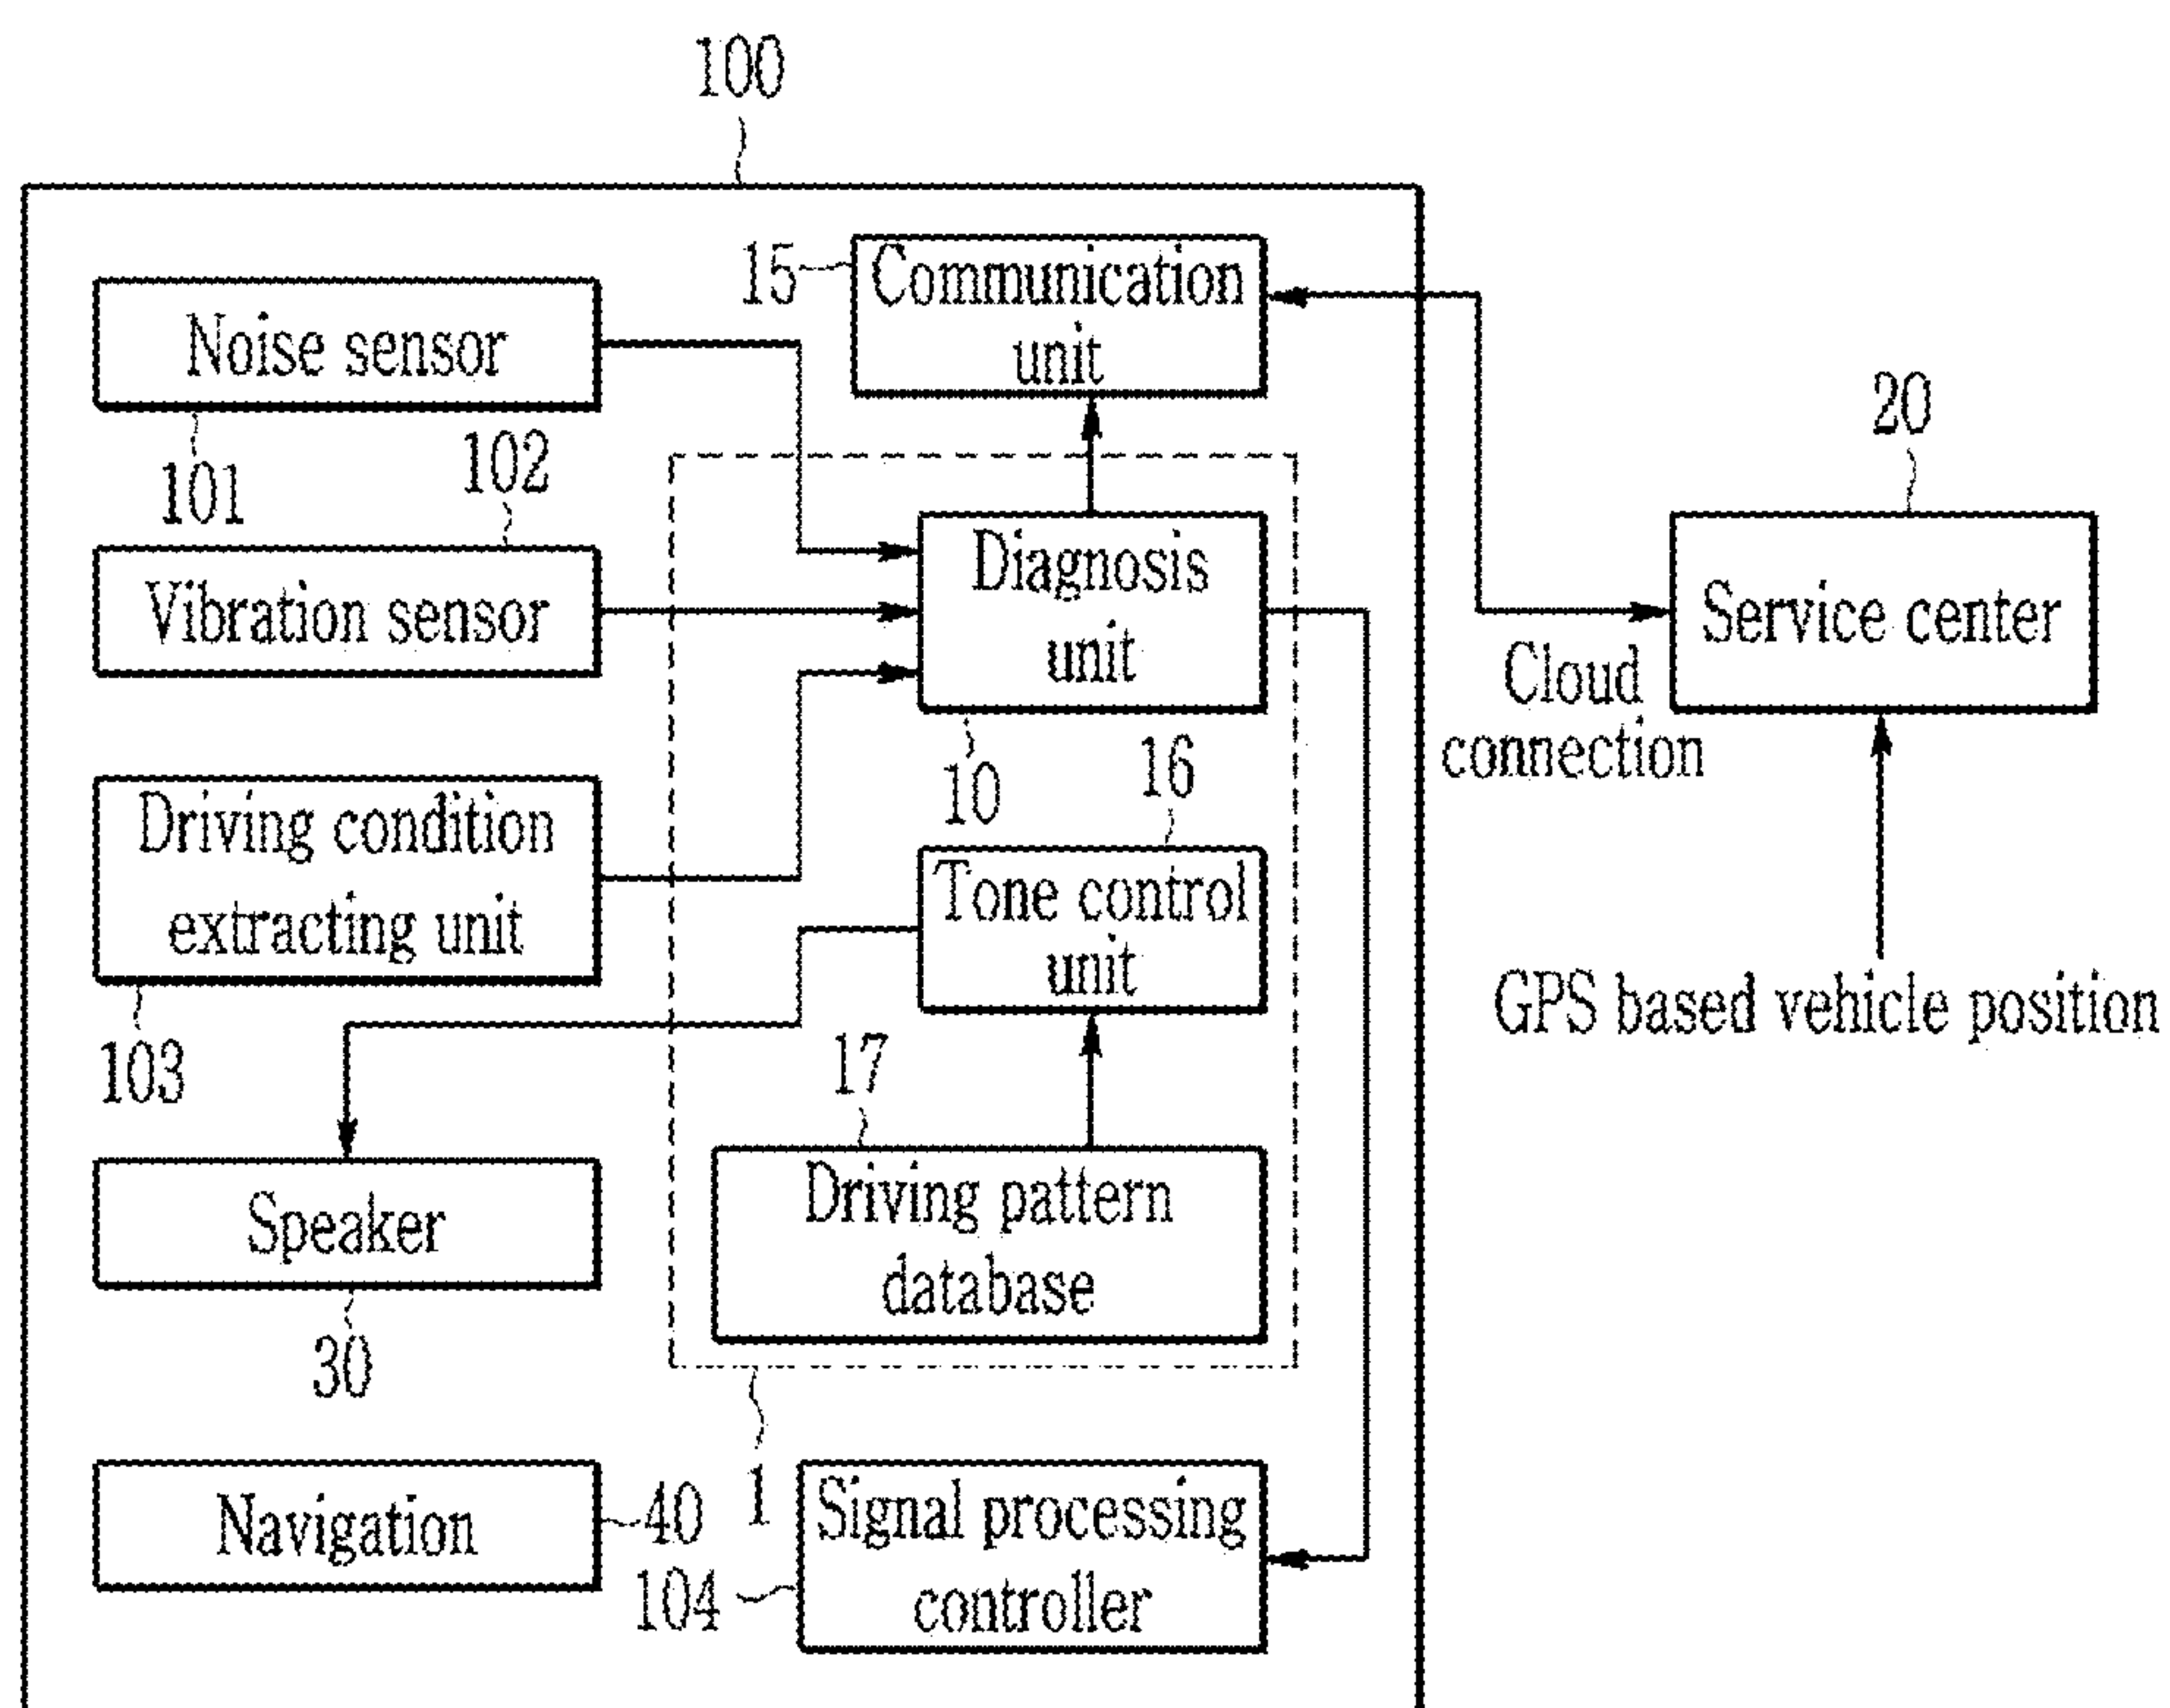 100
15
Communication
unit
Noise sensor
101
102
20
Vibration sensor
Diagnosis
unit
10
Service center
Cloud
connection
16
Driving condition
extracting unit
103
Tone control
unit
GPS based vehicle position
17
Driving pattern
database
Speaker
30
1
Navigation
40
104
Signal processing
controller